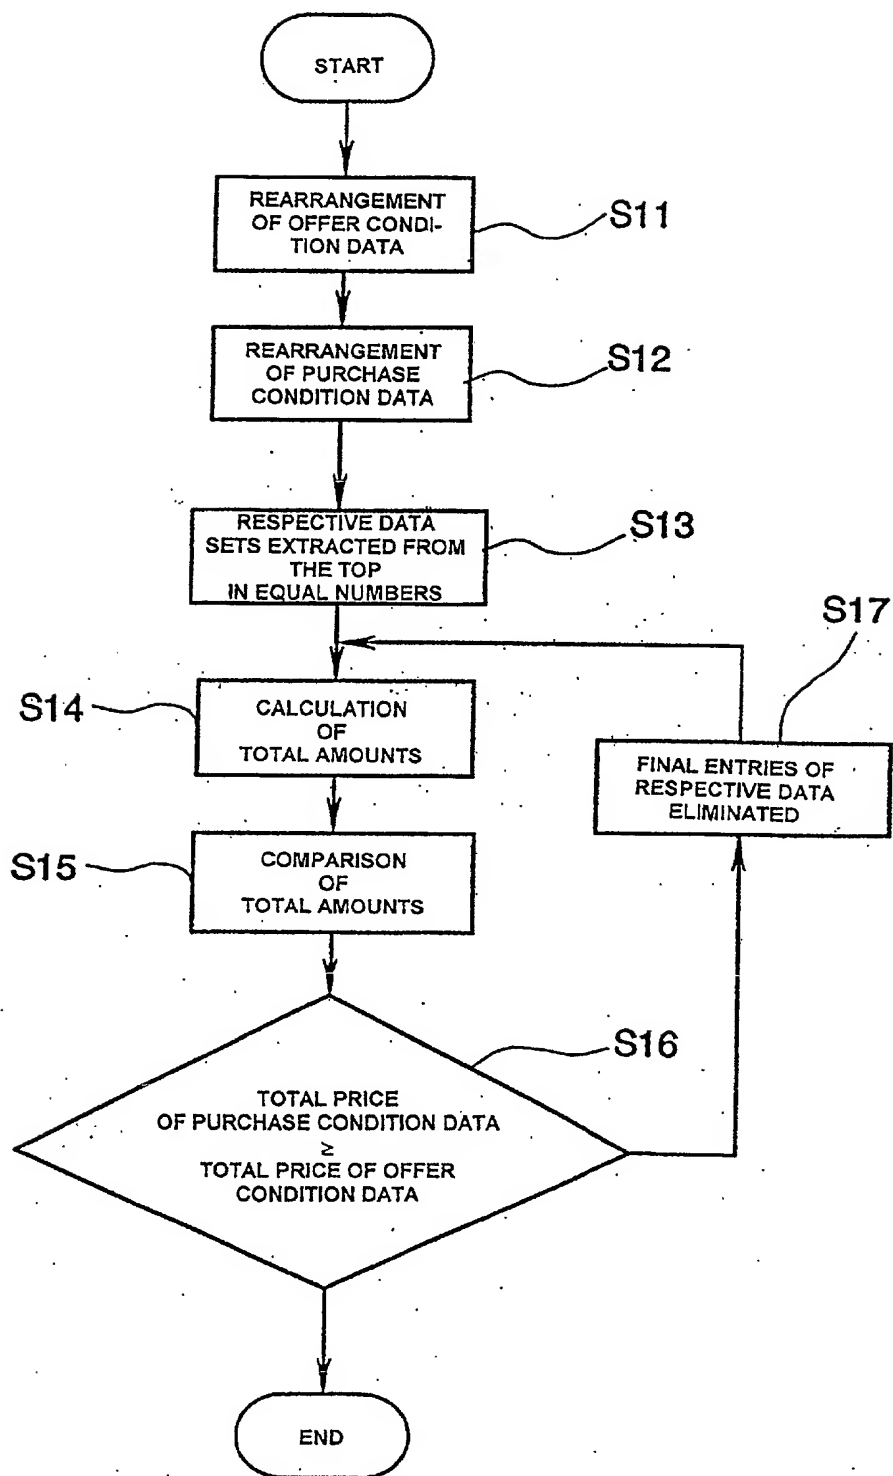 START
REARRANGEMENT
OF OFFER CONDI-
TION DATA
S11
REARRANGEMENT
OF PURCHASE
CONDITION DATA
S12
RESPECTIVE DATA
SETS EXTRACTED FROM
THE TOP
IN EQUAL NUMBERS
S13
S17
CALCULATION
OF
TOTAL AMOUNTS
S14
FINAL ENTRIES OF
RESPECTIVE DATA
ELIMINATED
COMPARISON
OF
TOTAL AMOUNTS
S15
S16
TOTAL PRICE
OF PURCHASE CONDITION DATA
≥
TOTAL PRICE OF OFFER
CONDITION DATA
END